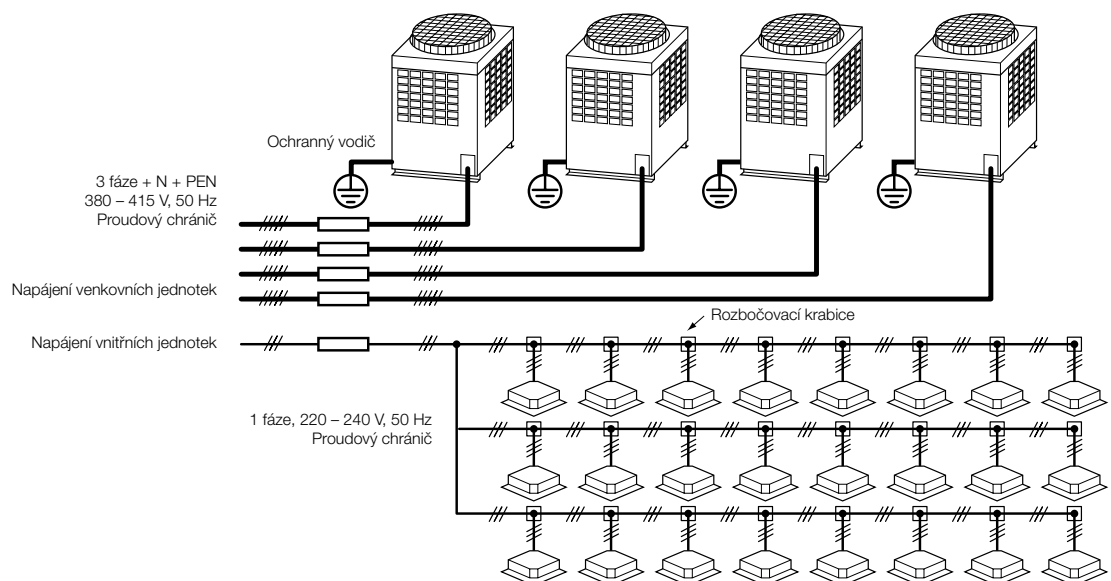 Ochranný vodič
3 fáze + N + PEN
380 – 415 V, 50 Hz
Proudový chránič
Napájení venkovních jednotek
Rozbočovací krabice
Napájení vnitřních jednotek
1 fáze, 220 – 240 V, 50 Hz
Proudový chránič